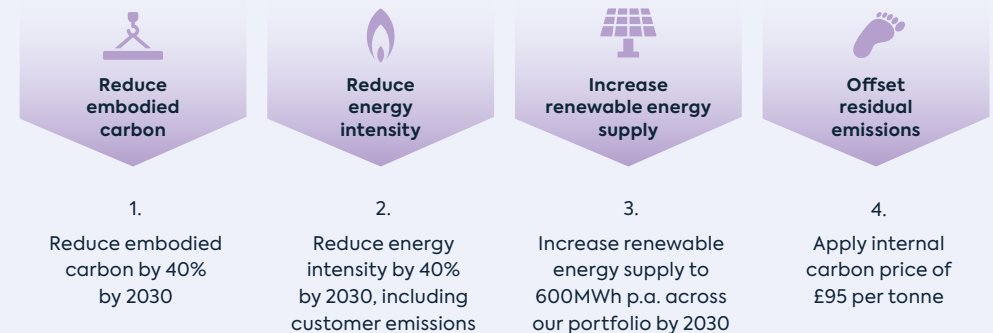 Reduce
embodied
carbon
Reduce
energy
intensity
Increase
renewable energy
supply
Offset
residual
emissions
1.
Reduce embodied
carbon by 40%
by 2030
2.
Reduce energy
intensity by 40%
by 2030, including
customer emissions
3.
Increase renewable
energy supply to
600MWh p.a. across
our portfolio by 2030
4.
Apply internal
carbon price of
£95 per tonne